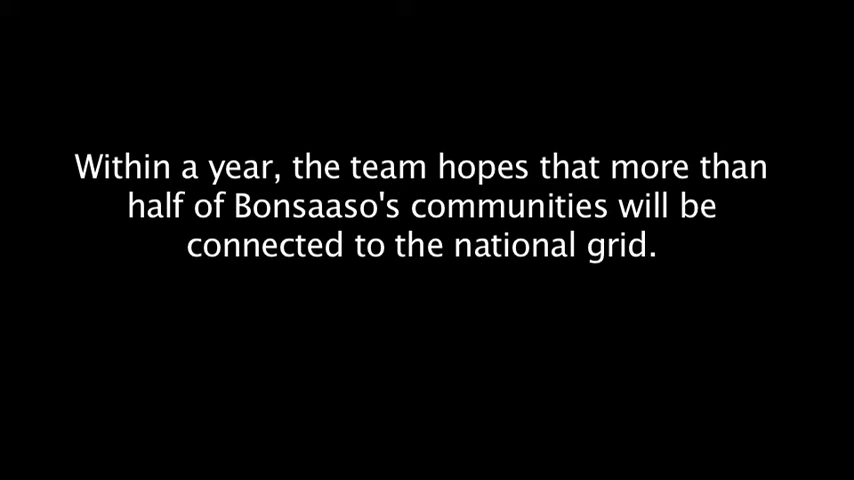 Within a year, the team hopes that more than
half of Bonsaaso's communities will be
connected to the national grid.